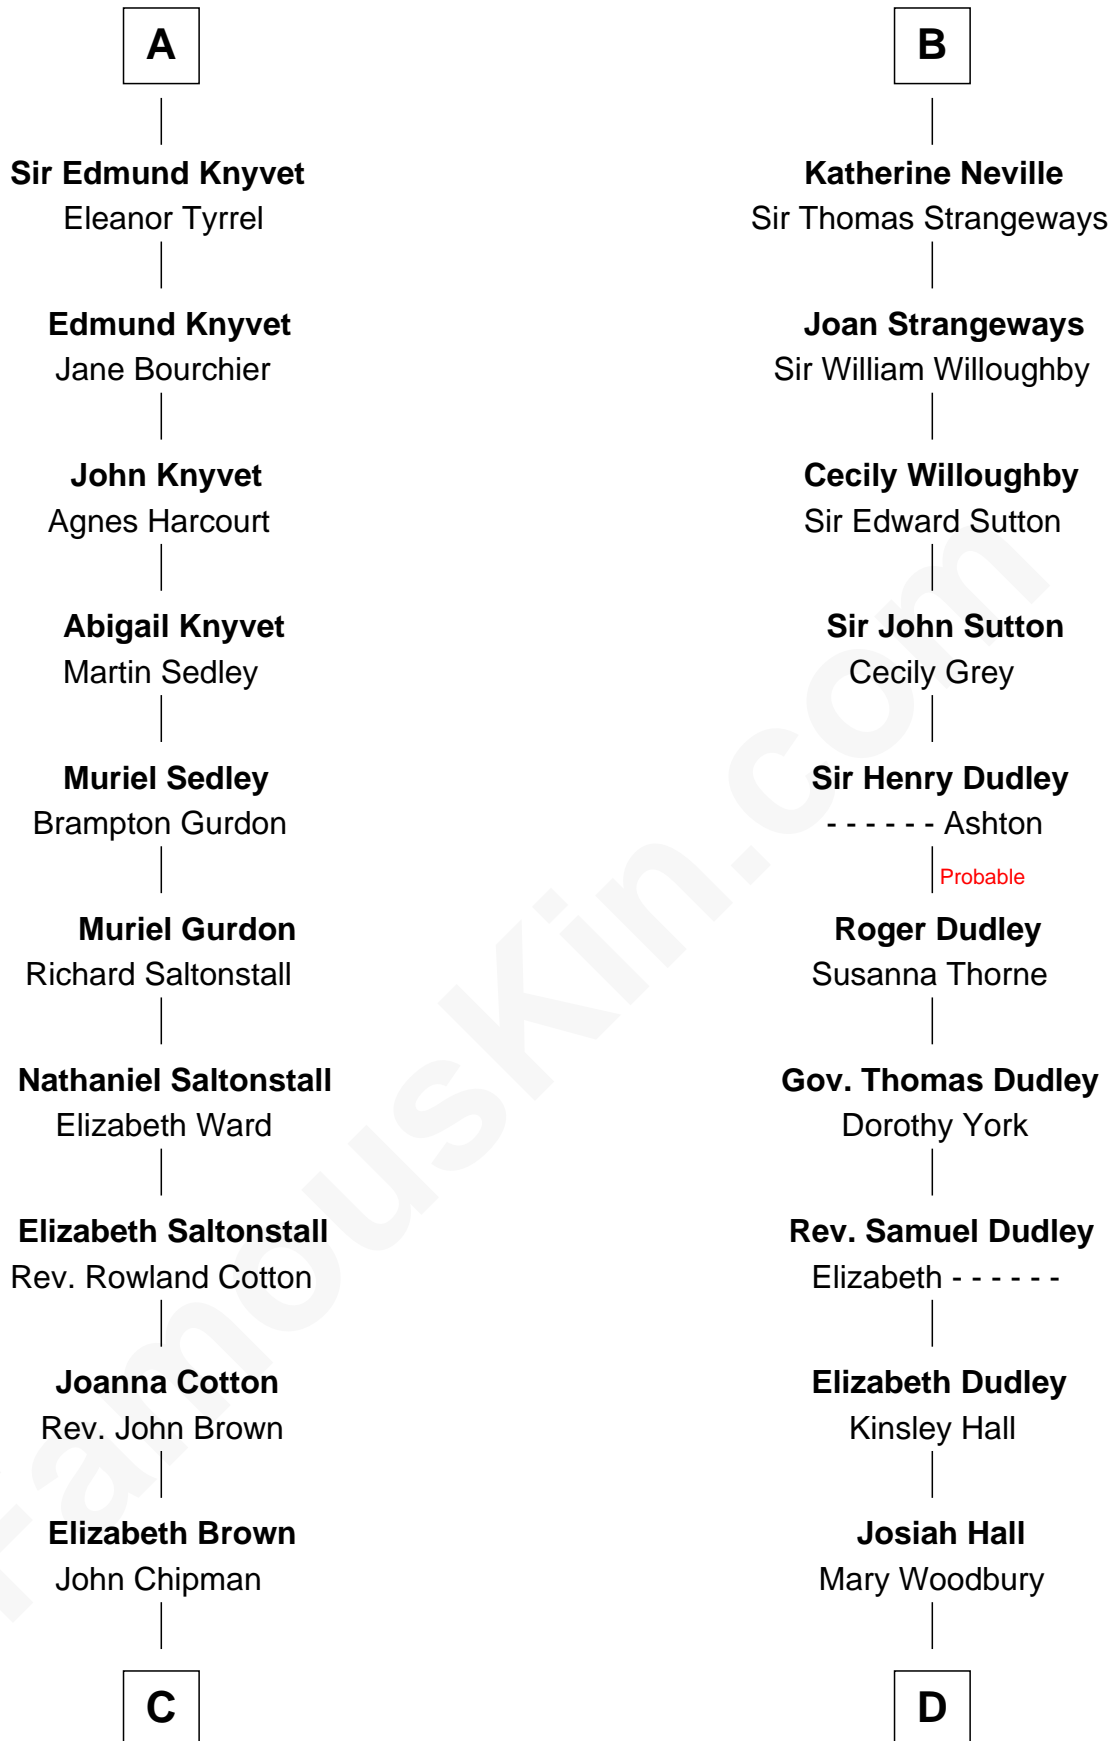 A
Sir Edmund Knyvet
Eleanor Tyrrel
Edmund Knyvet
Jane Bourchier
John Knyvet
Agnes Harcourt
Abigail Knyvet
Martin Sedley
Muriel Sedley
Brampton Gurdon
Muriel Gurdon
Richard Saltonstall
Nathaniel Saltonstall
Elizabeth Ward
Elizabeth Saltonstall
Rev. Rowland Cotton
Joanna Cotton
Rev. John Brown
Elizabeth Brown
John Chipman
C
B
Katherine Neville
Sir Thomas Strangeways
Joan Strangeways
Sir William Willoughby
Cecily Willoughby
Sir Edward Sutton
Sir John Sutton
Cecily Grey
Sir Henry Dudley
- - - - - - Ashton
Probable
Roger Dudley
Susanna Thorne
Gov. Thomas Dudley
Dorothy York
Rev. Samuel Dudley
Elizabeth - - - - - -
Elizabeth Dudley
Kinsley Hall
Josiah Hall
Mary Woodbury
D
FamousKin.com